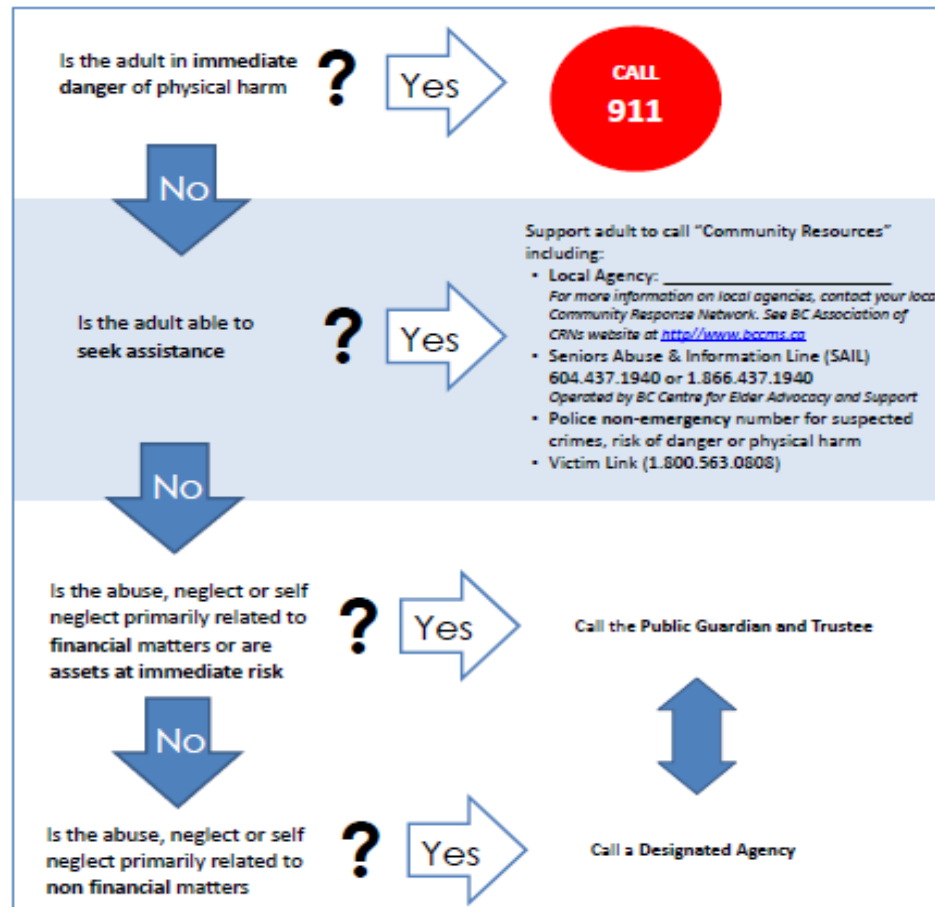 Is the adult in immediate
danger of physical harm
?
Yes
CALL
911
No
Is the adult able to
seek assistance
?
Yes
Support adult to call “Community Resources”
including:
• Local Agency: ____________________
For more information on local agencies, contact your loca
Community Response Network. See BC Association of
CRNs website at http//www.bccrns.ca
• Seniors Abuse & Information Line (SAIL)
604.437.1940 or 1.866.437.1940
Operated by BC Centre for Elder Advocacy and Support
• Police non-emergency number for suspected
crimes, risk of danger or physical harm
• Victim Link (1.800.563.0808)
No
Is the abuse, neglect or self
neglect primarily related to
financial matters or are
assets at immediate risk
?
Yes
Call the Public Guardian and Trustee
No
Is the abuse, neglect or self
neglect primarily related to
non financial matters
?
Yes
Call a Designated Agency